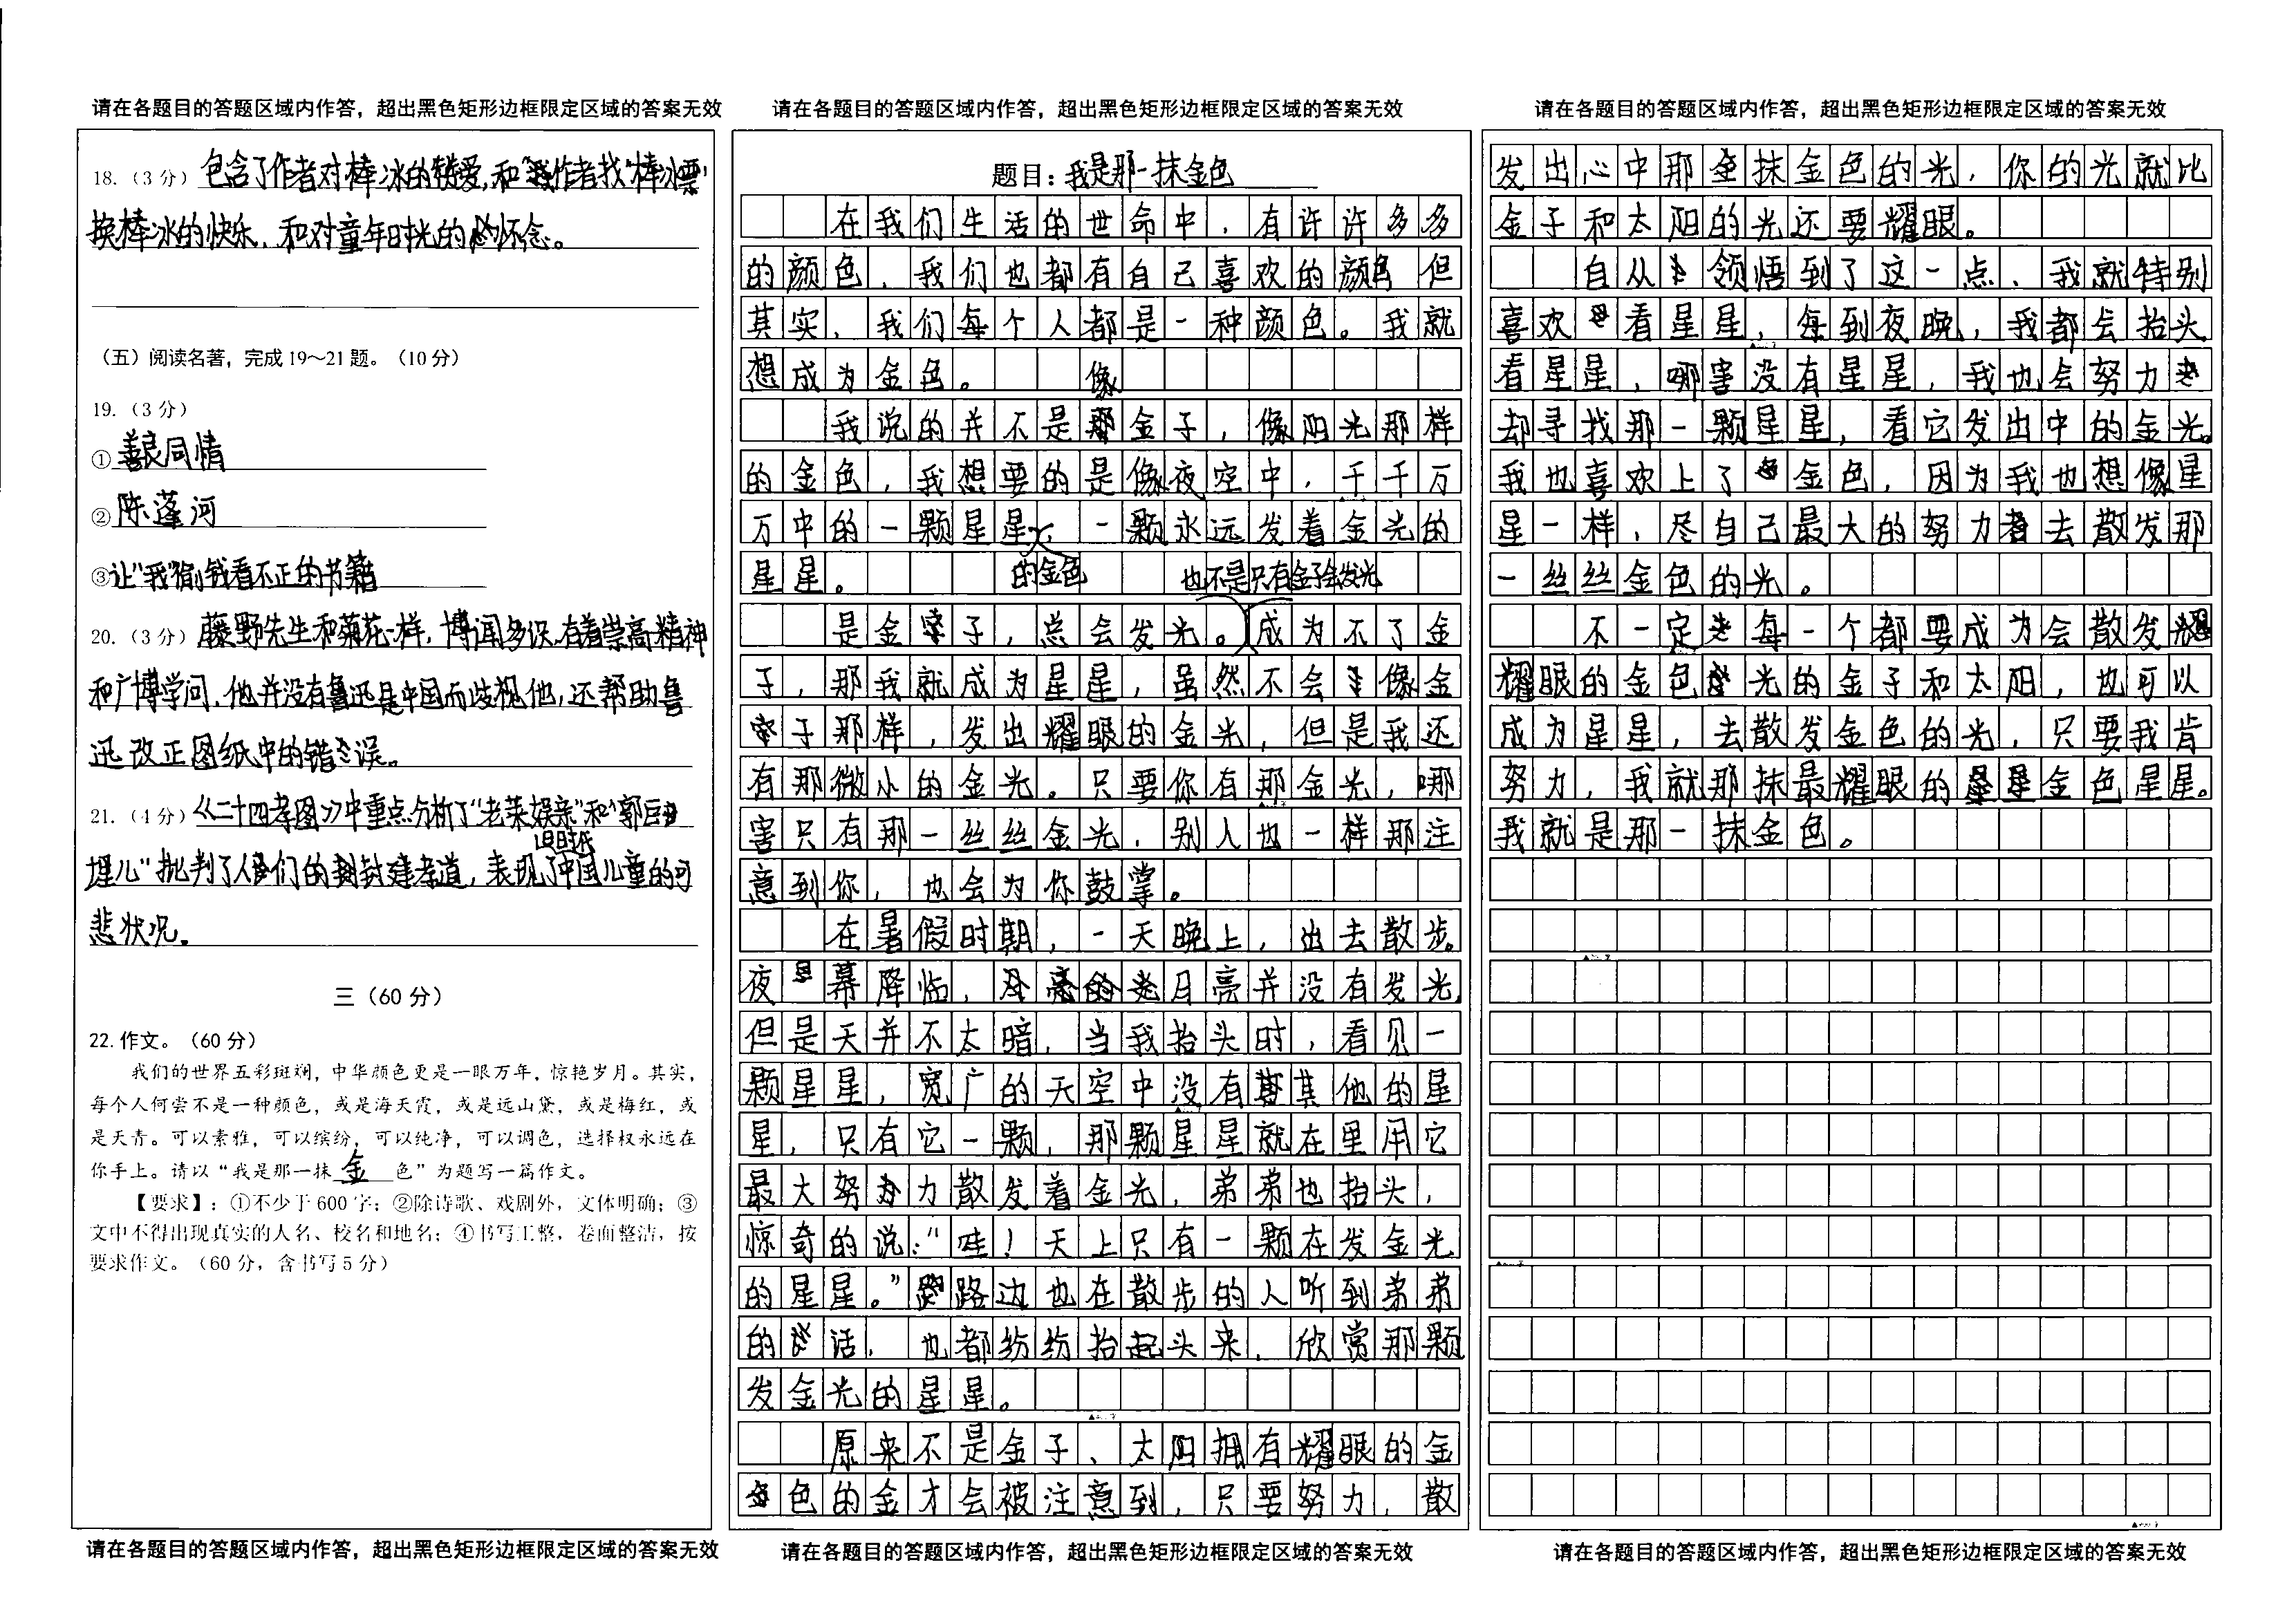 请在各题目的答题区域内作答，超出黑色矩形边框限定区域的答案无效
18.（3分）包含了作者对棒冰的喜爱,和作者找"棒冰票"
换棒冰的快乐，和对童年时光的怀念。
（五）阅读名著，完成19～21题。（10分）
19.（3分）
①善良同情
②陈莲河
③让"我"偷钱看不正的书籍
20.（3分）藤野先生和菊花一样，博闻多识,有着崇高精神
和广博学问，他并没有鲁迅是中国而歧视他,还帮助鲁
迅改正图纸中的错误。
21.（4分）《二十四孝图》中重点分析了"老莱娱亲"和"郭巨
埋儿"批判了人们的封建孝道，表现了旧时代中国儿童的可
悲状况.
三（60分）
22.作文。（60分）
我们的世界五彩斑斓，中华颜色更是一眼万年，惊艳岁月。其实，
每个人何尝不是一种颜色，或是海天霞，或是远山黛，或是梅红，或
是天青。可以素雅，可以缤纷，可以纯净，可以调色，选择权永远在
你手上。请以"我是那一抹金色"为题写一篇作文。
【要求】：①不少于600字；②除诗歌、戏剧外，文体明确；③
文中不得出现真实的人名、校名和地名；④书写工整，卷面整洁，按
要求作文。（60分，含书写5分）
请在各题目的答题区域内作答，超出黑色矩形边框限定区域的答案无效
请在各题目的答题区域内作答，超出黑色矩形边框限定区域的答案无效
题目：我是那一抹金色
在我们生活的世命中，有许许多多
的颜色，我们也都有自己喜欢的颜色 但
其实，我们每个人都是一种颜色。我就
想成为金色。
我说的并不是像金子，像阳光那样
的金色，我想要的是像夜空中，千千万
万中的一颗星星的金色，一颗永远发着金光的
星星。
是金子，总会发光。也不是只有金子会发光 成为不了金
子，那我就成为星星，虽然不会像金
子那样，发出耀眼的金光，但是我还
有那微小的金光。只要你有那金光，哪
害只有那一丝丝金光，别人也一样那注
意到你，也会为你鼓掌。
在暑假时期，一天晚上，出去散步。
夜幕降临，月亮并没有发光，
但是天并不太暗，当我抬头时，看见一
颗星星，宽广的天空中没有其他的星
星，只有它一颗，那颗星星就在里用它
最大努力散发着金光，弟弟也抬头，
惊奇的说："哇！天上只有一颗在发金光
的星星。"路边也在散步的人听到弟弟
的话，也都纷纷抬起头来，欣赏那颗
发金光的星星。
原来不是金子、太阳拥有耀眼的金
色的金才会被注意到，只要努力，散
请在各题目的答题区域内作答，超出黑色矩形边框限定区域的答案无效
请在各题目的答题区域内作答，超出黑色矩形边框限定区域的答案无效
发出心中那抹金色的光，你的光就比
金子和太阳的光还要耀眼。
自从领悟到了这一点，我就特别
喜欢看星星，每到夜晚，我都会抬头
看星星，哪害没有星星，我也会努力
却寻找那一颗星星，看它发出中的金光。
我也喜欢上了金色，因为我也想像星
星一样，尽自己最大的努力去散发那
一丝丝金色的光。
不一定每一个都要成为会散发
耀眼的金色光的金子和太阳，也可以
成为星星，去散发金色的光，只要我肯
努力，我就那抹最耀眼的金色星星。
我就是那一抹金色。
请在各题目的答题区域内作答，超出黑色矩形边框限定区域的答案无效